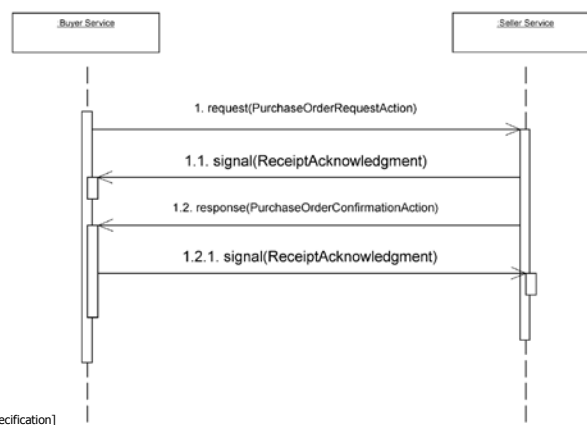 :Buyer Service
:Seller Service
1. request(PurchaseOrderRequestAction)
1.1. signal(ReceiptAcknowledgment)
1.2. response(PurchaseOrderConfirmationAction)
1.2.1. signal(ReceiptAcknowledgment)
ecification]